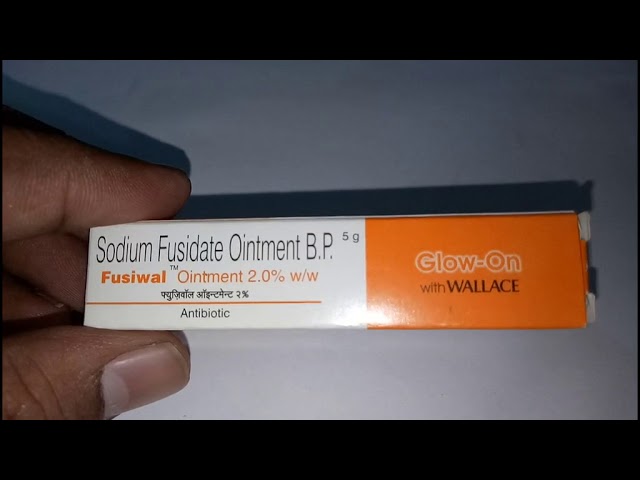 Sodium Fusidate Ointment B.P. 5 g
Fusiwal™ Ointment 2.0% w/w
फ्युज़िवॉल ऑइन्टमेन्ट २%
Antibiotic
Glow-On
with WALLACE